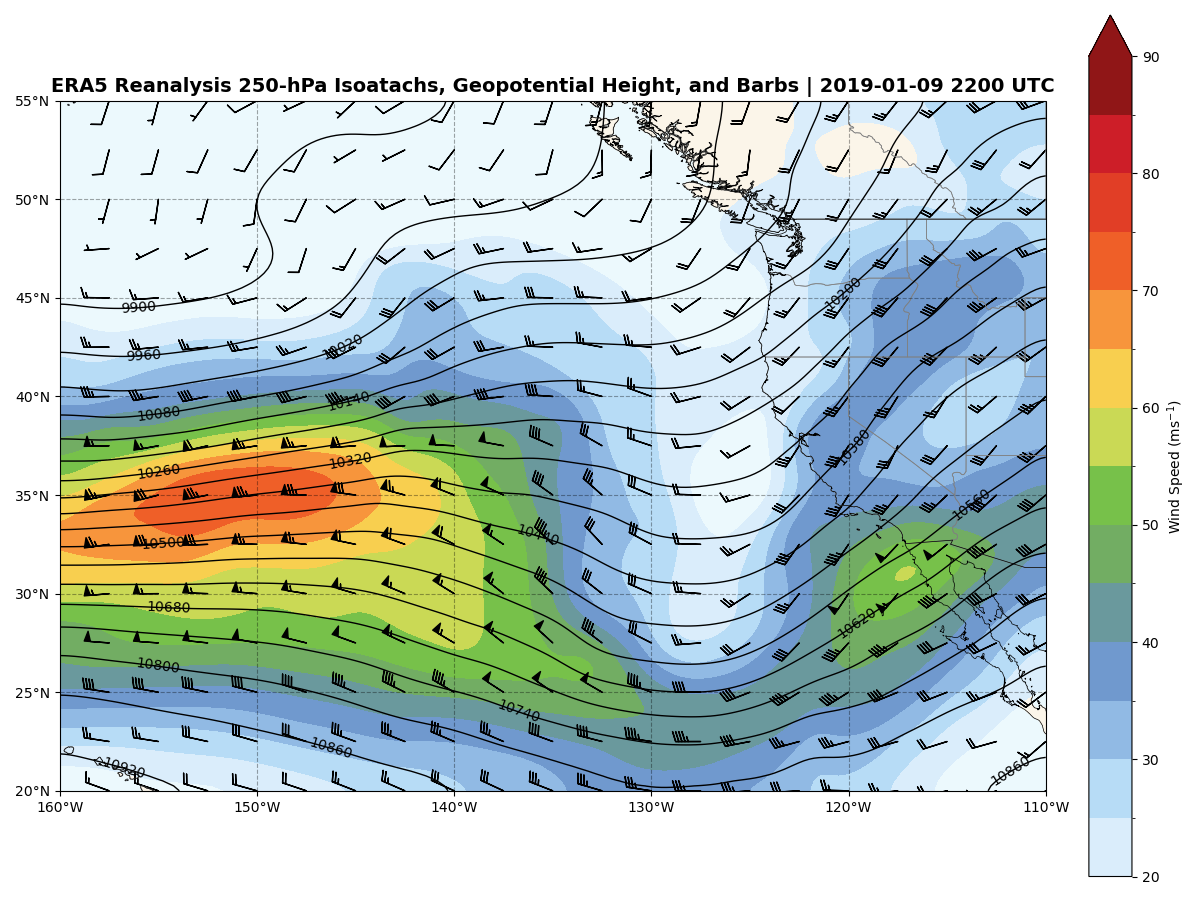 ERA5 Reanalysis 250-hPa Isoatachs, Geopotential Height, and Barbs | 2019-01-09 2200 UTC
55°N
50°N
45°N
40°N
35°N
30°N
25°N
20°N
160°W
150°W
140°W
130°W
120°W
110°W
9900
9960
10020
10080
10140
10200
10260
10320
10380
10440
10500
10560
10620
10680
10740
10800
10860
10860
10920
90
80
70
60
50
40
30
20
Wind Speed (ms⁻¹)